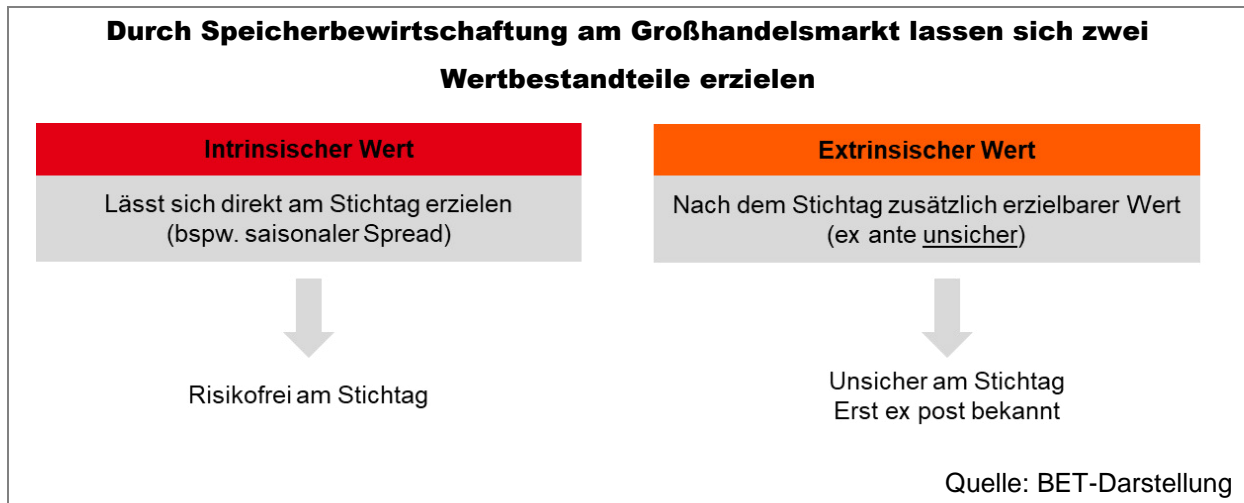 Durch Speicherbewirtschaftung am Großhandelsmarkt lassen sich zwei
Wertbestandteile erzielen
Intrinsischer Wert
Lässt sich direkt am Stichtag erzielen
(bspw. saisonaler Spread)
Risikofrei am Stichtag
Extrinsischer Wert
Nach dem Stichtag zusätzlich erzielbarer Wert
(ex ante unsicher)
Unsicher am Stichtag
Erst ex post bekannt
Quelle: BET-Darstellung